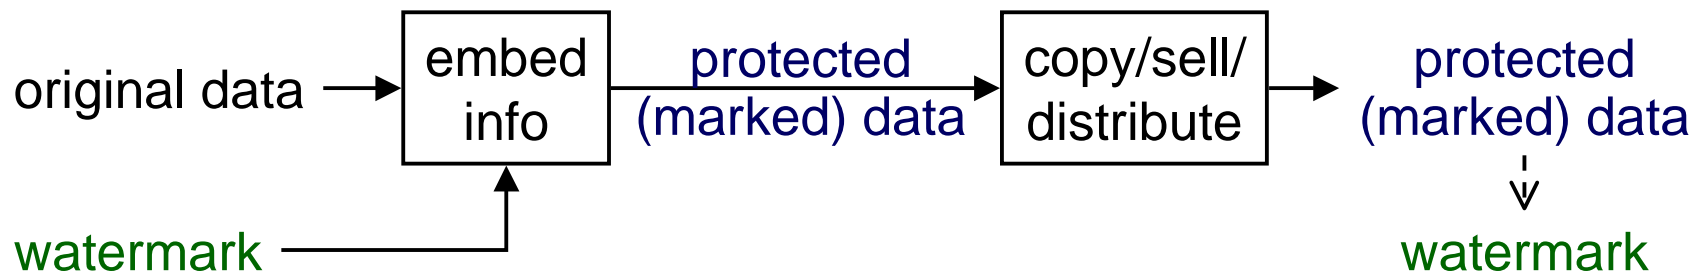 original data
embed
info
protected
(marked) data
copy/sell/
distribute
protected
(marked) data
watermark
watermark